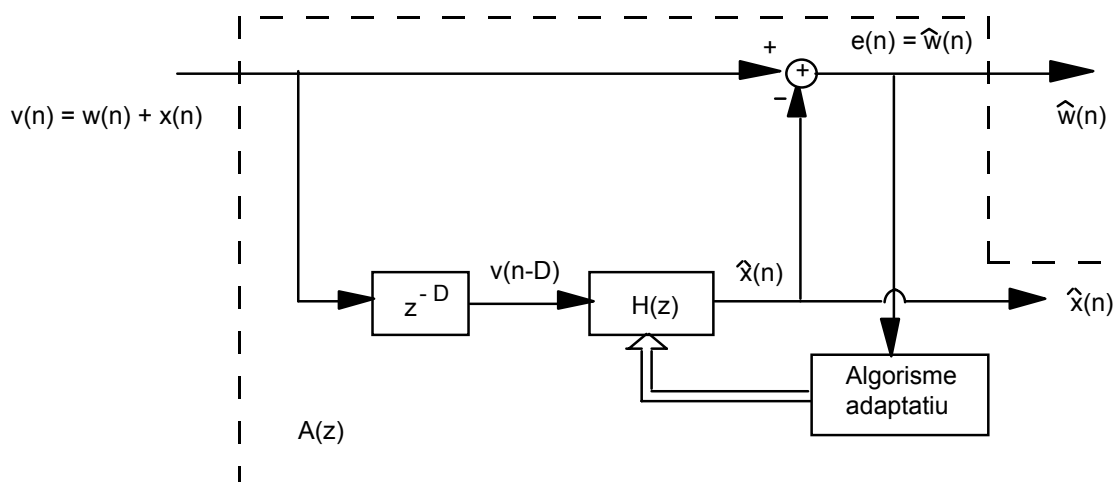 +
e(n) = ŵ(n)
+
−
v(n) = w(n) + x(n)
ŵ(n)
v(n-D)
x̂(n)
z⁻ᴰ
H(z)
x̂(n)
Algorisme
adaptatiu
A(z)